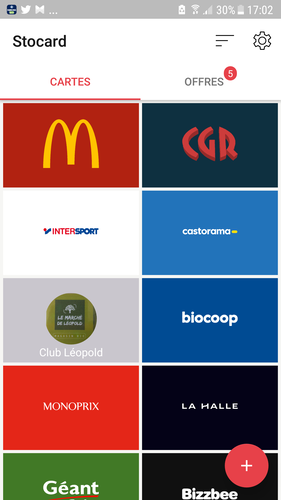 30% 17:02
Stocard
CARTES
OFFRES
5
M
CGR
INTERSPORT
castorama
LE MARCHÉ
DE LÉOPOLD
Club Léopold
biocoop
MONOPRIX
LA HALLE
+
Géant
Bizzbee